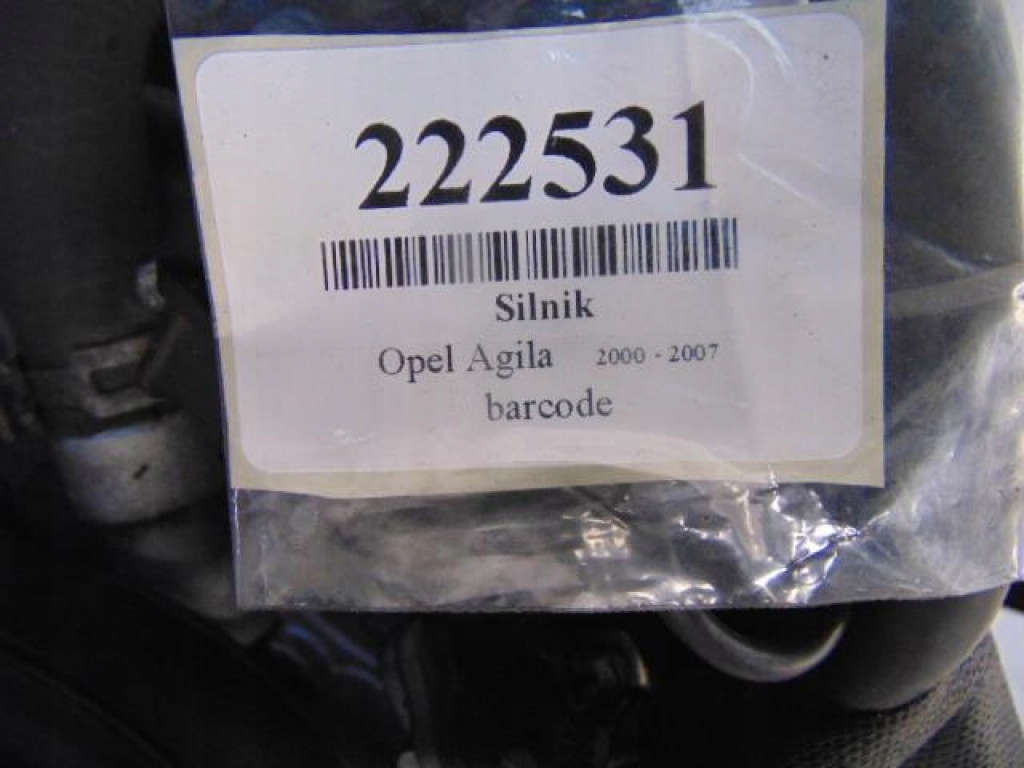 222531
Silnik
Opel Agila 2000 - 2007
barcode